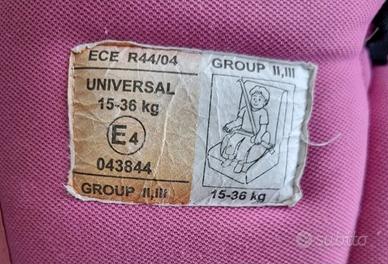 ECE R44/04
UNIVERSAL
15-36 kg
E4
043844
GROUP II,III
GROUP II,III
15-36 kg
subito